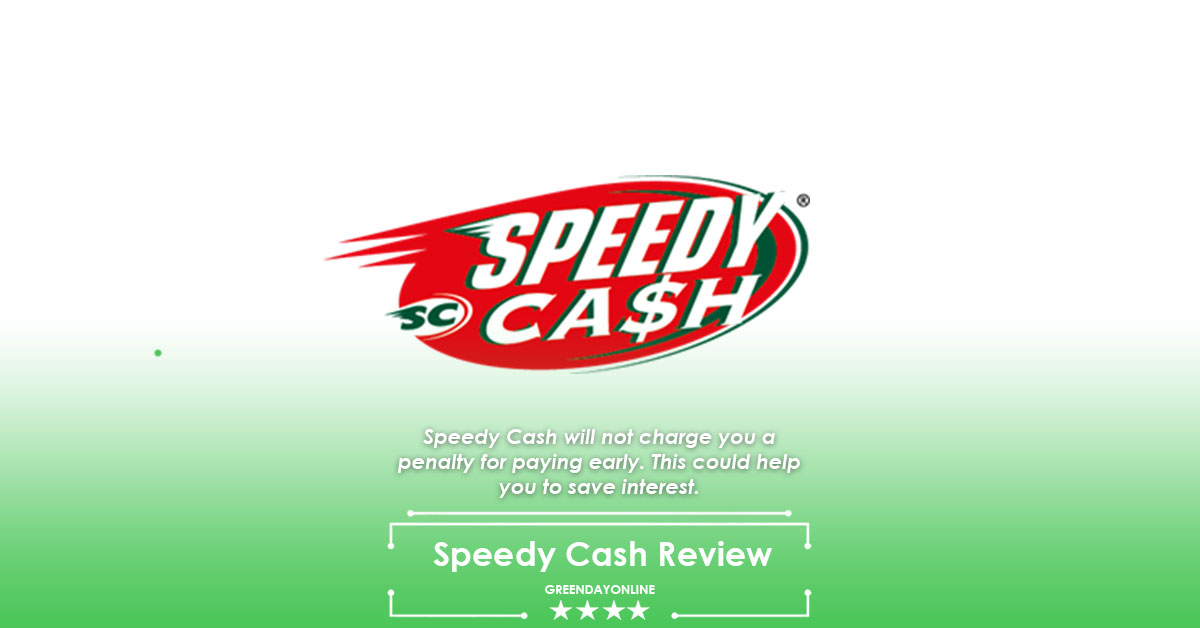 SPEEDY
CA$H
®
SC
Speedy Cash will not charge you a
penalty for paying early. This could help
you to save interest.
Speedy Cash Review
GREENDAYONLINE